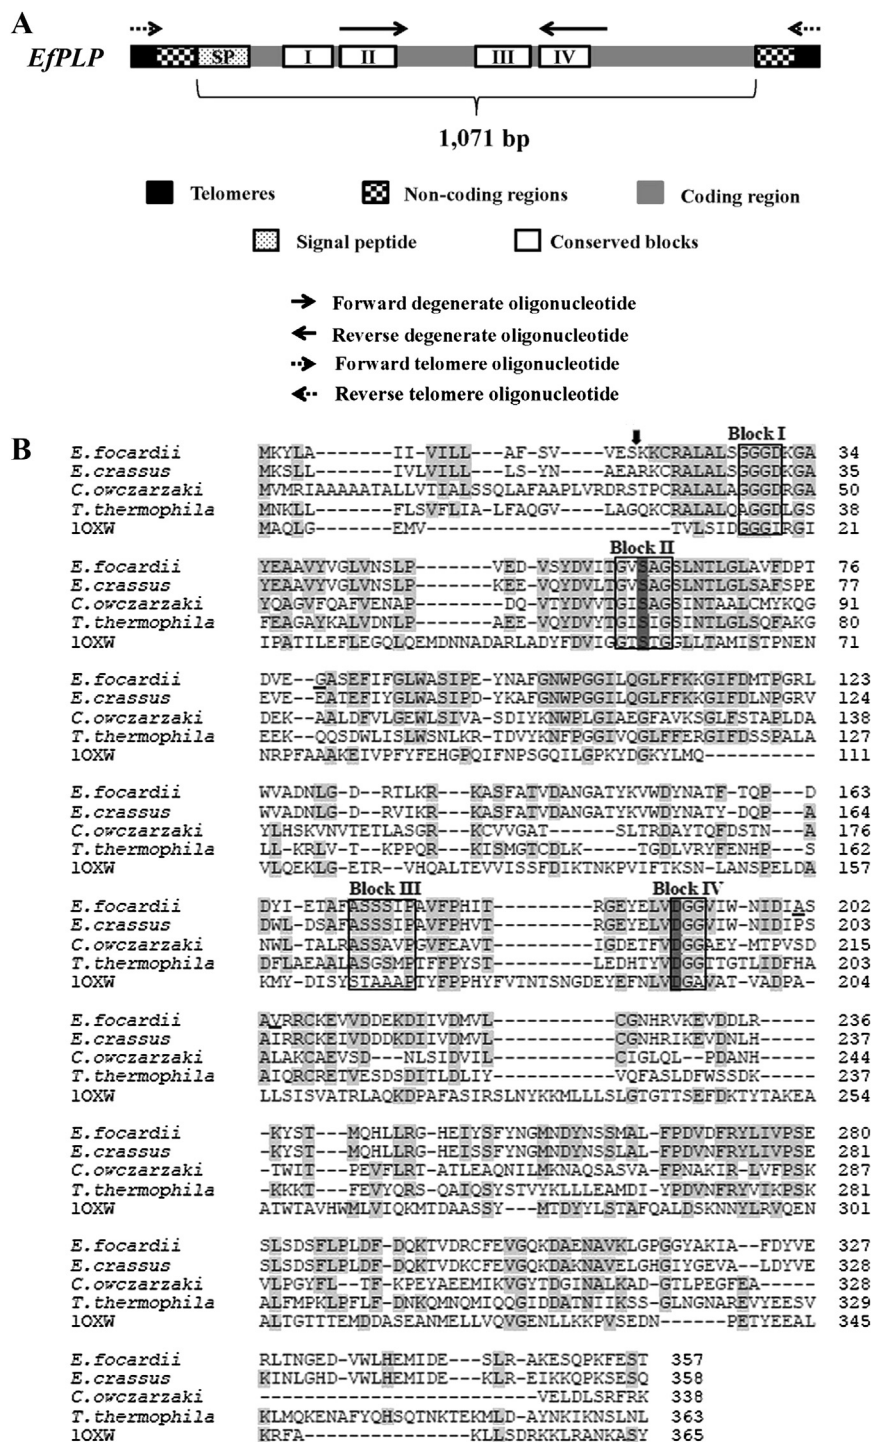 A
EfPLP
SP I II III IV
1,071 bp
Telomeres Non-coding regions Coding region
Signal peptide Conserved blocks
Forward degenerate oligonucleotide
Reverse degenerate oligonucleotide
Forward telomere oligonucleotide
Reverse telomere oligonucleotide
B
Block I
E.focardii MKYLA-------II-VILL---AF-SV----VESKKCRALALSGGGDKGA 34
E.crassus MKSLL-------IVLVILL---LS-YN----AEARKCRALALAGGGDRGA 35
C.owczarzaki MVMRIAAAAATALLVTIALSSQLAFAAPLVRDRSTPCRALALAGGGDRGA 50
T.thermophila MNKLL-------FLSVFLIA-LFAQGV----LAGQKCRALALQAGGDLGS 38
1OXW MAQLG-------EMV----------------------TVLSIDGGGIRGI 21
Block II
E.focardii YEAAVYVGLVNSLP-------VED-VSYDVITGVSAGSLNTLGLAVFDPT 76
E.crassus YEAAVYVGLVNSLP-------KEE-VQYDVLTGVSAGSLNTLGLSAFSPE 77
C.owczarzaki YQAGVFQAFVENAP-------DQ-VTYDVVTGISAGSINTAALCMYKQG 91
T.thermophila FEAGAYKALVDNLP-------AEE-VQYDVYTGISIGSINTLGLSQFAKG 80
1OXW IPATILEFLEGQLQEMDNNADARLADYFDVIGGTSTGGLLTAMISTPNEN 71
E.focardii DVE--GASEFIFGLWASIPE-YNAFGNWPGGILQGLFFKKGIFDMTPGRL 123
E.crassus EVE--FATEFIYGLWASIPD-YKAFGNWPGGILQGLFFKKGIFDLNPGRV 124
C.owczarzaki DEK--AALDFVLGEWLSIVA-SDIYKNWPLGIAEGFAVKSGLFSTAPLDA 138
T.thermophila EEK--QQSDWLISLWSNLKR-TDVYKNFPGGIVQGLFFERGIFDSSPALA 127
1OXW NRPFAAAKEIVPFYFEHGPQIFNPSGQILGPKYDGKYLMQ---------- 111
E.focardii WVADNLG-D--RTLKR---KASFATVDANGATYKVWDYNATF-TQP---D 163
E.crassus WVADNLG-D--RVIKR---KASFATVDANGATYKVWDYNATY-DQP---A 164
C.owczarzaki YLHSKVNVTETLASGR---KCVVGAT------SLTRDAYTQFDSTN---A 176
T.thermophila LL-KRLV-T-KPPQR---KISMGTCDLK-----TGDLVRYFENHP---S 162
1OXW VLQEKLG-ETR--VHQALTEVVISSFDIKTNKPVIFTKSN-LANSPELDA 157
Block III Block IV
E.focardii DYI-ETAFASSSTPAVFPHIT---------RGEYELVDGGVIW-NIDIAS 202
E.crassus DWL-DSAFASSSIPAVFPHVT---------RGEYELVDGGVIW-NIDIPS 203
C.owczarzaki NWL-TALRASSAVPGVFEAVT---------IGDETFVDGGAEY-MTPVSD 215
T.thermophila DFLAEAALASGSMPTFFPYST---------LEDHTYVDGGTTGTLIDFHA 203
1OXW KMY-DISYSTAAAPTYFPPHYFVTNTSNGDEYEFNLVDGAVAT-VADPA- 204
E.focardii AVRRCKEVVDDEKDIIVDMVL-----------CGNHRVKEVDDLR----- 236
E.crassus AIRRCKEIVDDVKDIIVDMML-----------CGNHRIKEVDNLH----- 237
C.owczarzaki ALAKCAEVSD---NLSIDVIL-----------CIGLQL--PDANH----- 244
T.thermophila AIQRCRETVESDSDITLDLIY-----------VQFASLDFWSSDK----- 237
1OXW LLSISVATRLAQKDPAFASIRSLNYKKMLLLSLGTGTTSEFDKTYTAKEA 254
E.focardii -KYST---MQHLLRG-HEIYSSFYNGMNDYNSSMAL-FPDVDFRYLIVPSE 280
E.crassus -KYST---MQHLLRG-HEIYSSFYNGMNDYNSSLAL-FPDVNFRYLIVPSE 281
C.owczarzaki -TWIT---PEVFLRT-ATLEAQNILMKNAQSASVA-FPNAKIR-LVFPSK 287
T.thermophila -KKKT---FEVYQRS-QAIQSYSTVYKLLLEAMDI-YPDVNFRYVIKPSK 281
1OXW ATWTAVHWMLVIQKMTDAASSY---MTDYYLSTAFQALDSKNNYLRVQEN 301
E.focardii SLSDSFLPLDF-DQKTVDRCFEVGQKDAENAVKLGPGGYAKIA--FDYVE 327
E.crassus SLSDSFLPLDF-DQKTVDKCFEVGQKDAKNAVELGHGIYGEVA--LDYVE 328
C.owczarzaki VLPGYFL--TF-KPEYAEEMIKVGYTDGINALKAD-GTLPEGFEA----- 328
T.thermophila ALFMPKLPFLF-DNKQMNQMIQQGIDDATNIIKSS-GLNGNAREVYEESV 329
1OXW ALTGTTTEMDDASEANMELLVQVGENLLKKPVSEDN------PETYEEAL 345
E.focardii RLTNGED-VWLHEMIDE---SLR-AKESQPKFEST 357
E.crassus KINLGHD-VWLHEMIDE---KLR-EIKKQPKSESQ 358
C.owczarzaki -------------------------VELDLSRFRK 338
T.thermophila KLMQKENAFYQHSQTNKTEKMLD-AYNKIKNSLNL 363
1OXW KRFA---------------KLLSDRKKLRANKASY 365